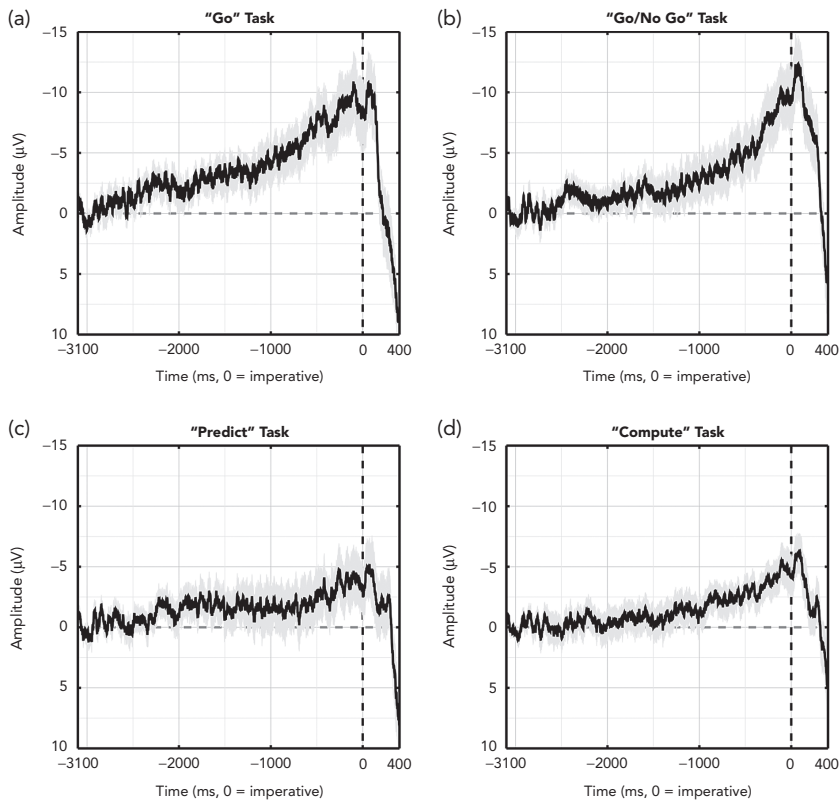 (a)
"Go" Task
−15
−10
−5
0
5
10
Amplitude (μV)
−3100 −2000 −1000 0 400
Time (ms, 0 = imperative)
(b)
"Go/No Go" Task
−15
−10
−5
0
5
10
Amplitude (μV)
−3100 −2000 −1000 0 400
Time (ms, 0 = imperative)
(c)
"Predict" Task
−15
−10
−5
0
5
10
Amplitude (μV)
−3100 −2000 −1000 0 400
Time (ms, 0 = imperative)
(d)
"Compute" Task
−15
−10
−5
0
5
10
Amplitude (μV)
−3100 −2000 −1000 0 400
Time (ms, 0 = imperative)